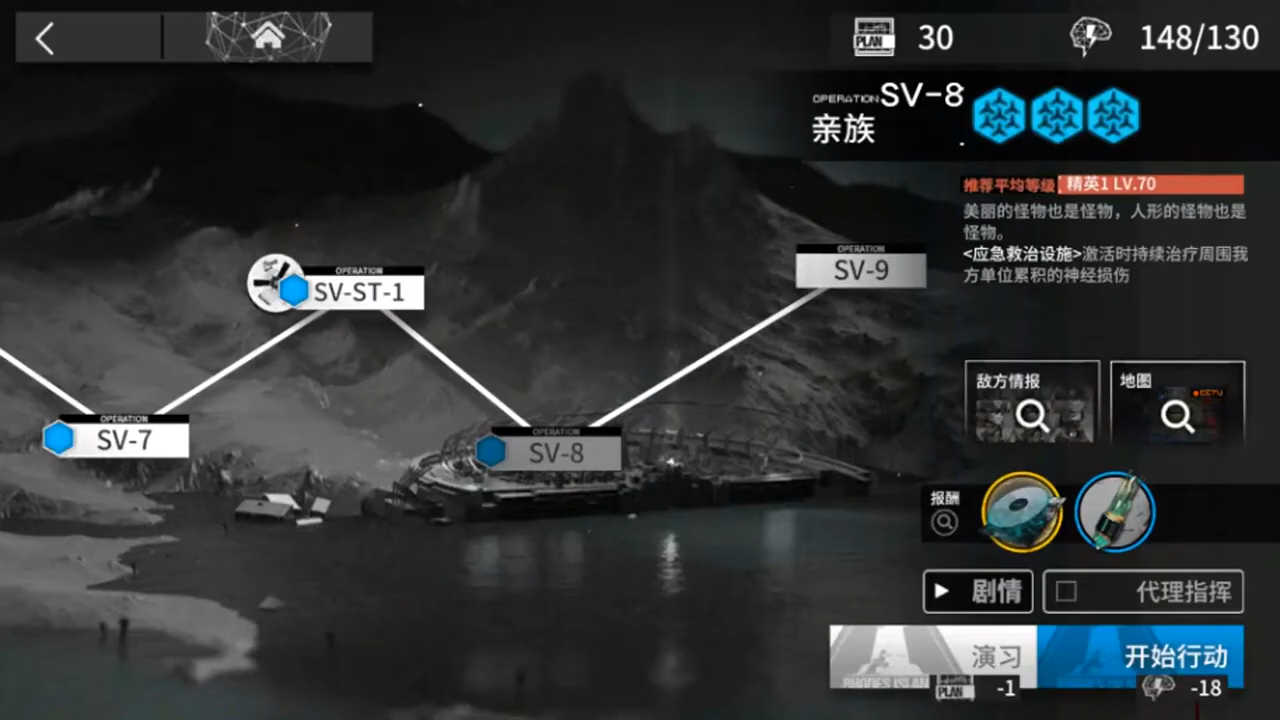 PLAN
30
148/130
OPERATION SV-8
亲族
推荐平均等级 精英1 LV.70
美丽的怪物也是怪物，人形的怪物也是
怪物。
<应急救治设施>激活时持续治疗周围我
方单位累积的神经损伤
OPERATION
SV-9
OPERATION
SV-ST-1
OPERATION
SV-7
OPERATION
SV-8
敌方情报
地图
CCTV
报酬
剧情
代理指挥
演习
开始行动
RHODES ISLAND
PLAN
-1
-18